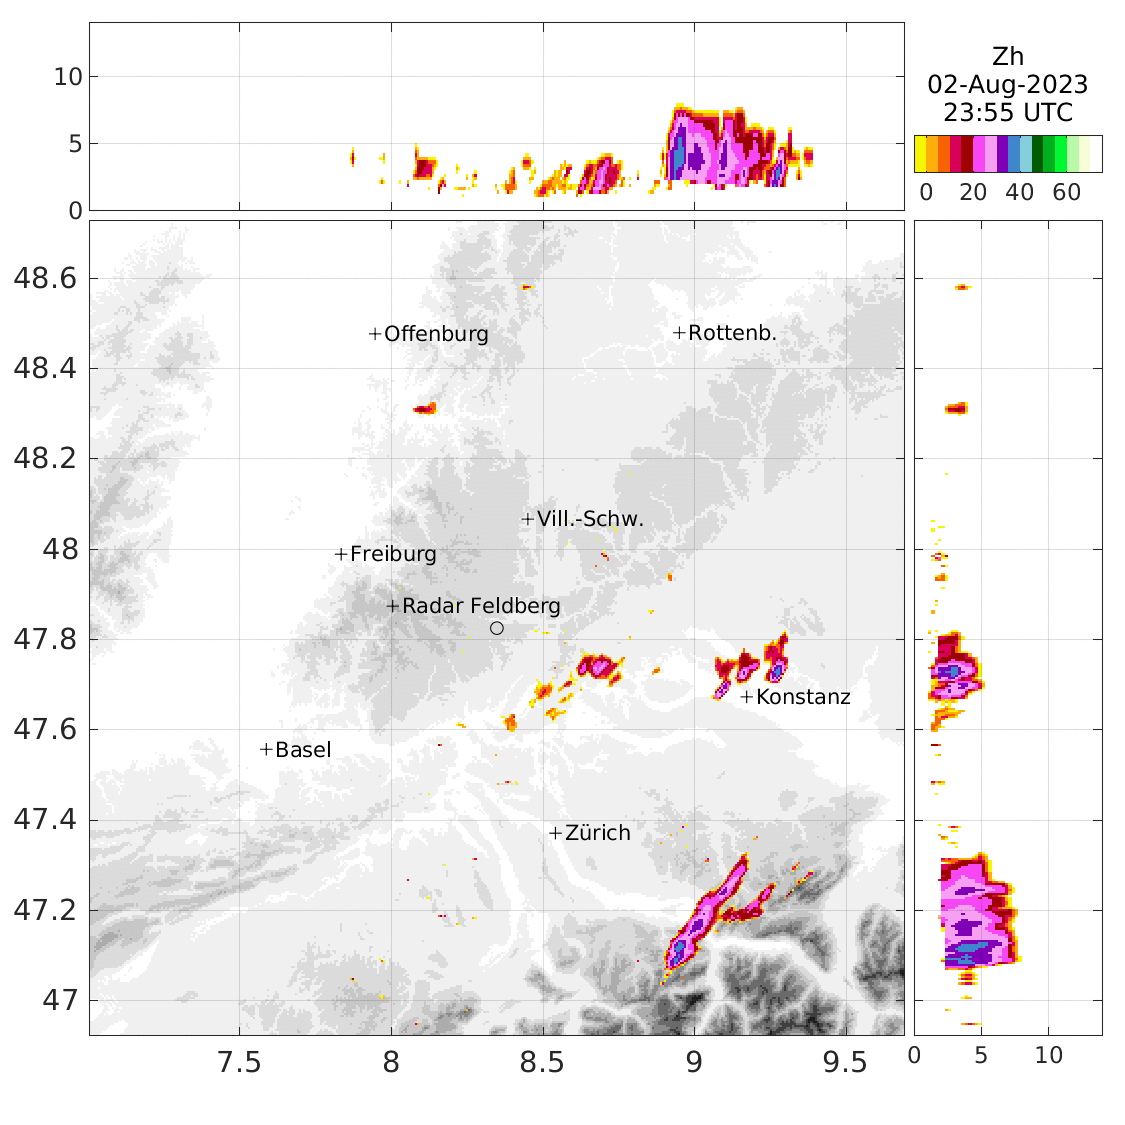 10
5
0
Zh
02-Aug-2023
23:55 UTC
0 20 40 60
48.6
48.4
48.2
48
47.8
47.6
47.4
47.2
47
Offenburg
Rottenb.
Vill.-Schw.
Freiburg
Radar Feldberg
Konstanz
Basel
Zürich
7.5 8 8.5 9 9.5
0 5 10